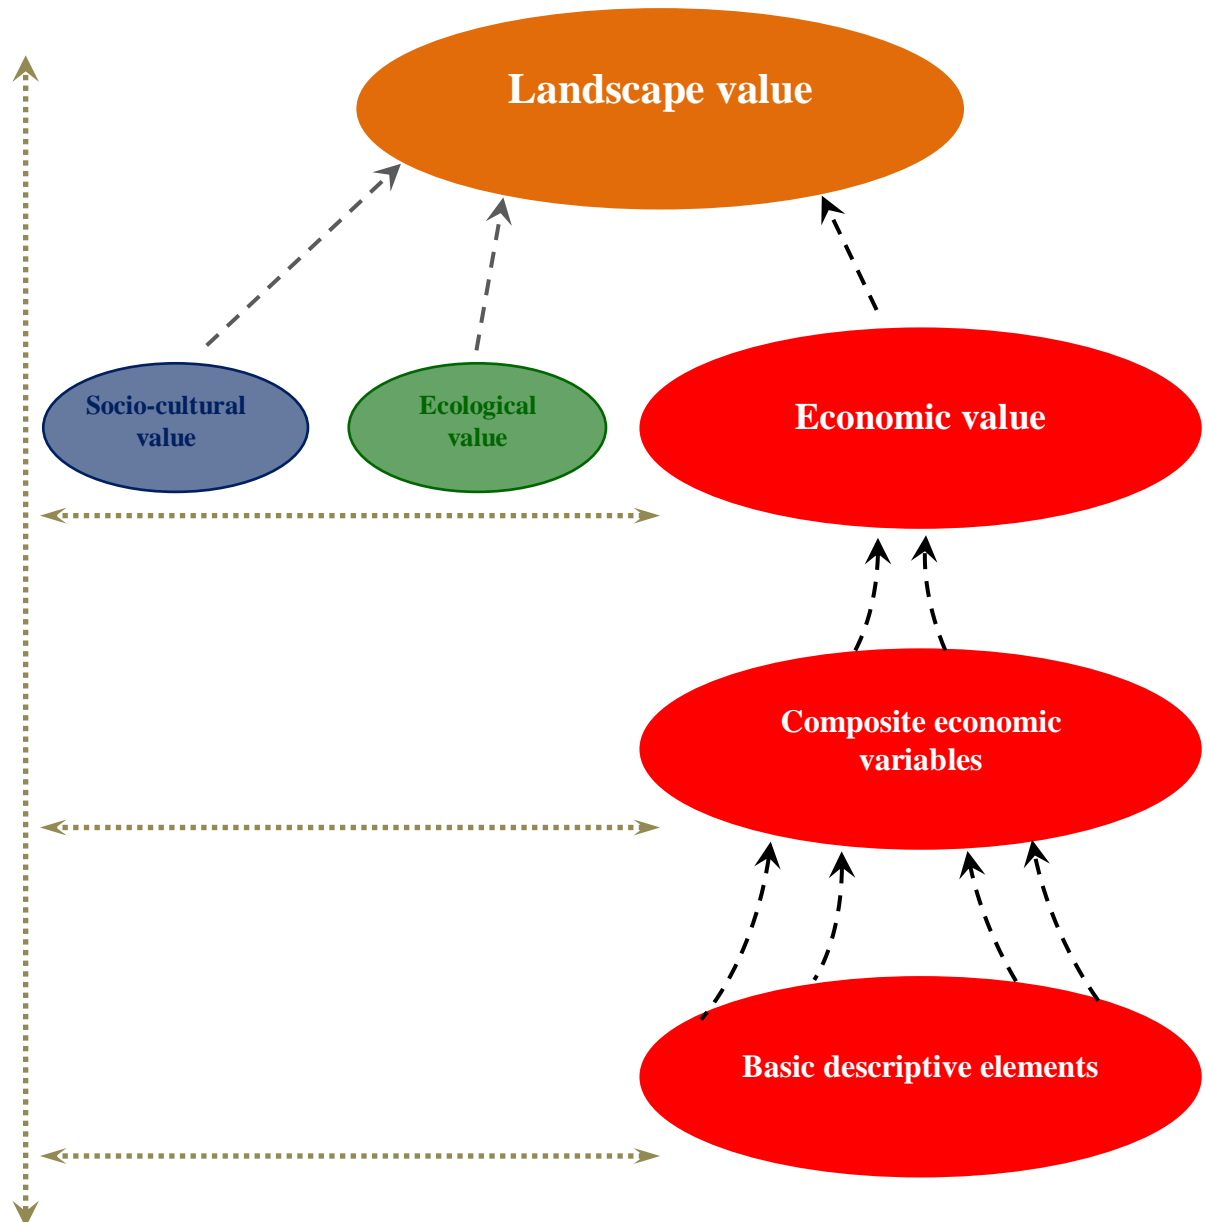 Landscape value
Socio-cultural
value
Ecological
value
Economic value
Composite economic
variables
Basic descriptive elements